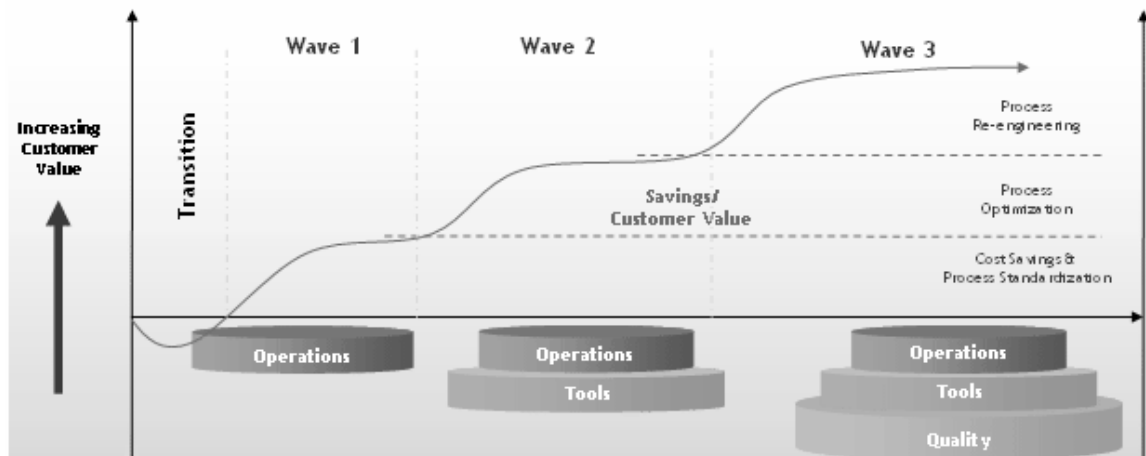 Wave 1
Wave 2
Wave 3
Increasing
Customer
Value
Transition
Process
Re-engineering
Savings/
Customer Value
Process
Optimization
Cost Savings &
Process Standardization
Operations
Operations
Tools
Operations
Tools
Quality